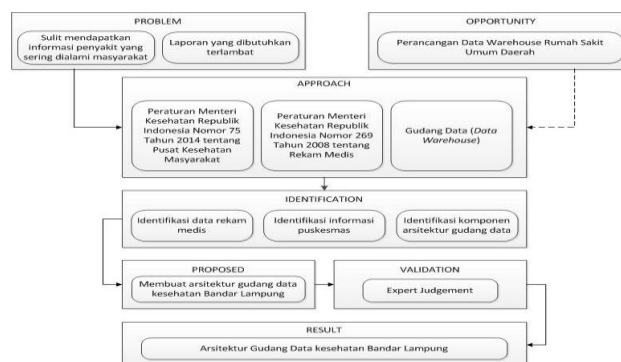 PROBLEM
Sulit mendapatkan
informasi penyakit yang
sering dialami masyarakat
Laporan yang dibutuhkan
terlambat
OPPORTUNITY
Perancangan Data Warehouse Rumah Sakit
Umum Daerah
APPROACH
Peraturan Menteri
Kesehatan Republik
Indonesia Nomor 75
Tahun 2014 tentang
Pusat Kesehatan
Masyarakat
Peraturan Menteri
Kesehatan Republik
Indonesia Nomor 269
Tahun 2008 tentang
Rekam Medis
Gudang Data (Data
Warehouse)
IDENTIFICATION
Identifikasi data rekam
medis
Identifikasi informasi
puskesmas
Identifikasi komponen
arsitektur gudang data
PROPOSED
Membuat arsitektur gudang data
kesehatan Bandar Lampung
VALIDATION
Expert Judgement
RESULT
Arsitektur Gudang Data kesehatan Bandar Lampung